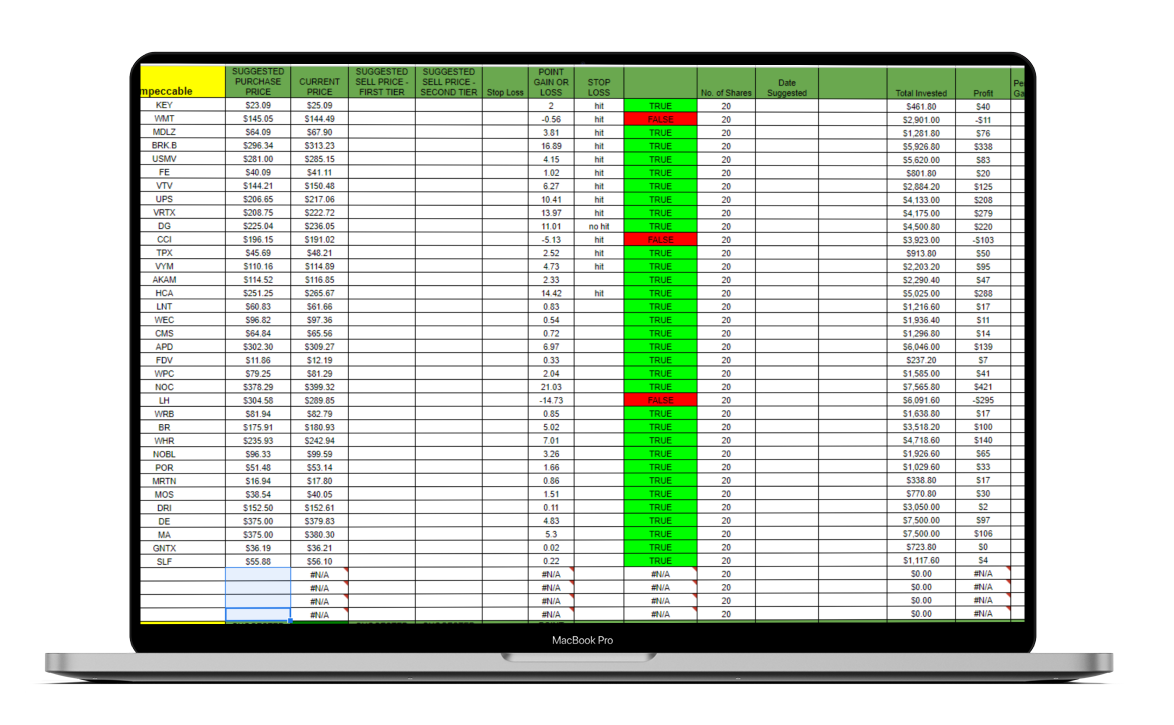 mpeccable SUGGESTED PURCHASE PRICE CURRENT PRICE SUGGESTED SELL PRICE - FIRST TIER SUGGESTED SELL PRICE - SECOND TIER Stop Loss POINT GAIN OR LOSS STOP LOSS No. of Shares Date Suggested Total Invested Profit Pe Ga
KEY $23.09 $25.09 2 hit TRUE 20 $461.80 $40
WMT $145.05 $144.49 -0.56 hit FALSE 20 $2,901.00 -$11
MDLZ $64.09 $67.90 3.81 hit TRUE 20 $1,281.80 $76
BRK.B $296.34 $313.23 16.89 hit TRUE 20 $5,926.80 $338
USMV $281.00 $285.15 4.15 hit TRUE 20 $5,620.00 $83
FE $40.09 $41.11 1.02 hit TRUE 20 $801.80 $20
VTV $144.21 $150.48 6.27 hit TRUE 20 $2,884.20 $125
UPS $206.65 $217.06 10.41 hit TRUE 20 $4,133.00 $208
VRTX $208.75 $222.72 13.97 hit TRUE 20 $4,175.00 $279
DG $225.04 $236.05 11.01 no hit TRUE 20 $4,500.80 $220
CCI $196.15 $191.02 -5.13 hit FALSE 20 $3,923.00 -$103
TPX $45.69 $48.21 2.52 hit TRUE 20 $913.80 $50
VYM $110.16 $114.89 4.73 hit TRUE 20 $2,203.20 $95
AKAM $114.52 $116.85 2.33 TRUE 20 $2,290.40 $47
HCA $251.25 $265.67 14.42 hit TRUE 20 $5,025.00 $288
LNT $60.83 $61.66 0.83 TRUE 20 $1,216.60 $17
WEC $96.82 $97.36 0.54 TRUE 20 $1,936.40 $11
CMS $64.84 $65.56 0.72 TRUE 20 $1,296.80 $14
APD $302.30 $309.27 6.97 TRUE 20 $6,046.00 $139
FDV $11.86 $12.19 0.33 TRUE 20 $237.20 $7
WPC $79.25 $81.29 2.04 TRUE 20 $1,585.00 $41
NOC $378.29 $399.32 21.03 TRUE 20 $7,565.80 $421
LH $304.58 $289.85 -14.73 FALSE 20 $6,091.60 -$295
WRB $81.94 $82.79 0.85 TRUE 20 $1,638.80 $17
BR $175.91 $180.93 5.02 TRUE 20 $3,518.20 $100
WHR $235.93 $242.94 7.01 TRUE 20 $4,718.60 $140
NOBL $96.33 $99.59 3.26 TRUE 20 $1,926.60 $65
POR $51.48 $53.14 1.66 TRUE 20 $1,029.60 $33
MRTN $16.94 $17.80 0.86 TRUE 20 $338.80 $17
MOS $38.54 $40.05 1.51 TRUE 20 $770.80 $30
DRI $152.50 $152.61 0.11 TRUE 20 $3,050.00 $2
DE $375.00 $379.83 4.83 TRUE 20 $7,500.00 $97
MA $375.00 $380.30 5.3 TRUE 20 $7,500.00 $106
GNTX $36.19 $36.21 0.02 TRUE 20 $723.80 $0
SLF $55.88 $56.10 0.22 TRUE 20 $1,117.60 $4
#N/A #N/A #N/A 20 $0.00 #N/A
#N/A #N/A #N/A 20 $0.00 #N/A
#N/A #N/A #N/A 20 $0.00 #N/A
#N/A #N/A #N/A 20 $0.00 #N/A
MacBook Pro